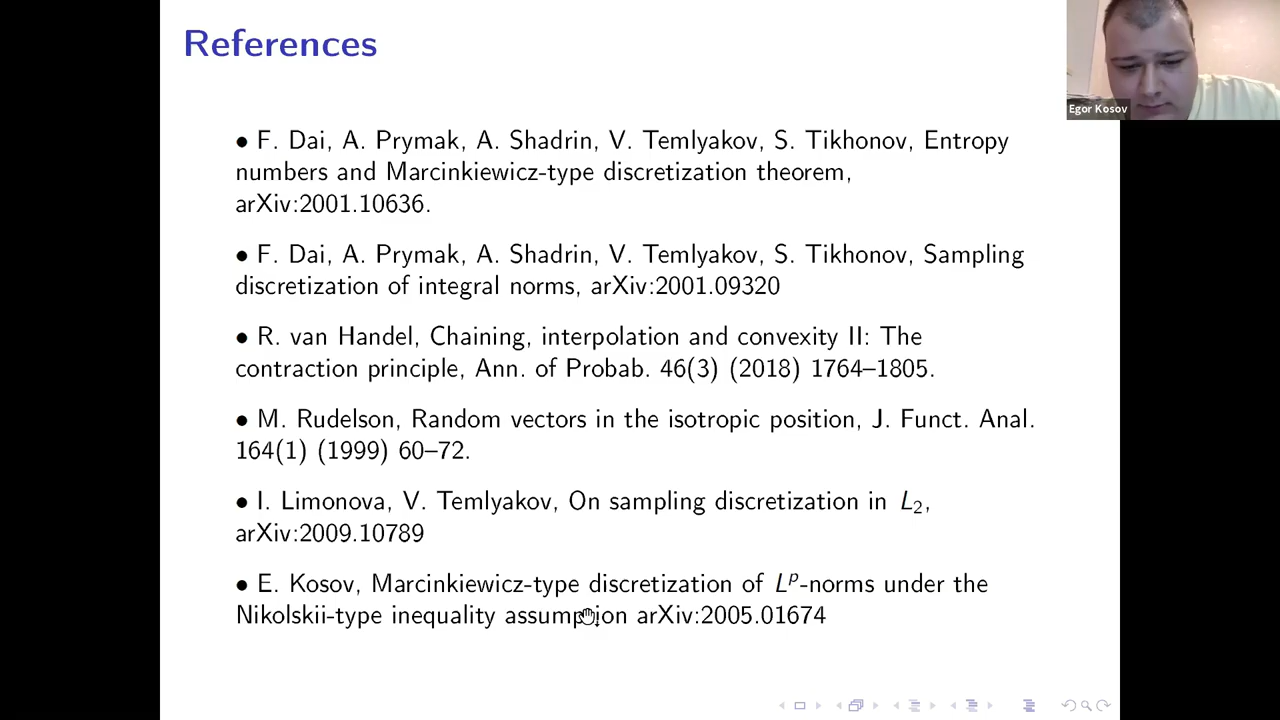 References
Egor Kosov
• F. Dai, A. Prymak, A. Shadrin, V. Temlyakov, S. Tikhonov, Entropy
numbers and Marcinkiewicz-type discretization theorem,
arXiv:2001.10636.
• F. Dai, A. Prymak, A. Shadrin, V. Temlyakov, S. Tikhonov, Sampling
discretization of integral norms, arXiv:2001.09320
• R. van Handel, Chaining, interpolation and convexity II: The
contraction principle, Ann. of Probab. 46(3) (2018) 1764–1805.
• M. Rudelson, Random vectors in the isotropic position, J. Funct. Anal.
164(1) (1999) 60–72.
• I. Limonova, V. Temlyakov, On sampling discretization in L₂,
arXiv:2009.10789
• E. Kosov, Marcinkiewicz-type discretization of Lᵖ-norms under the
Nikolskii-type inequality assumption arXiv:2005.01674